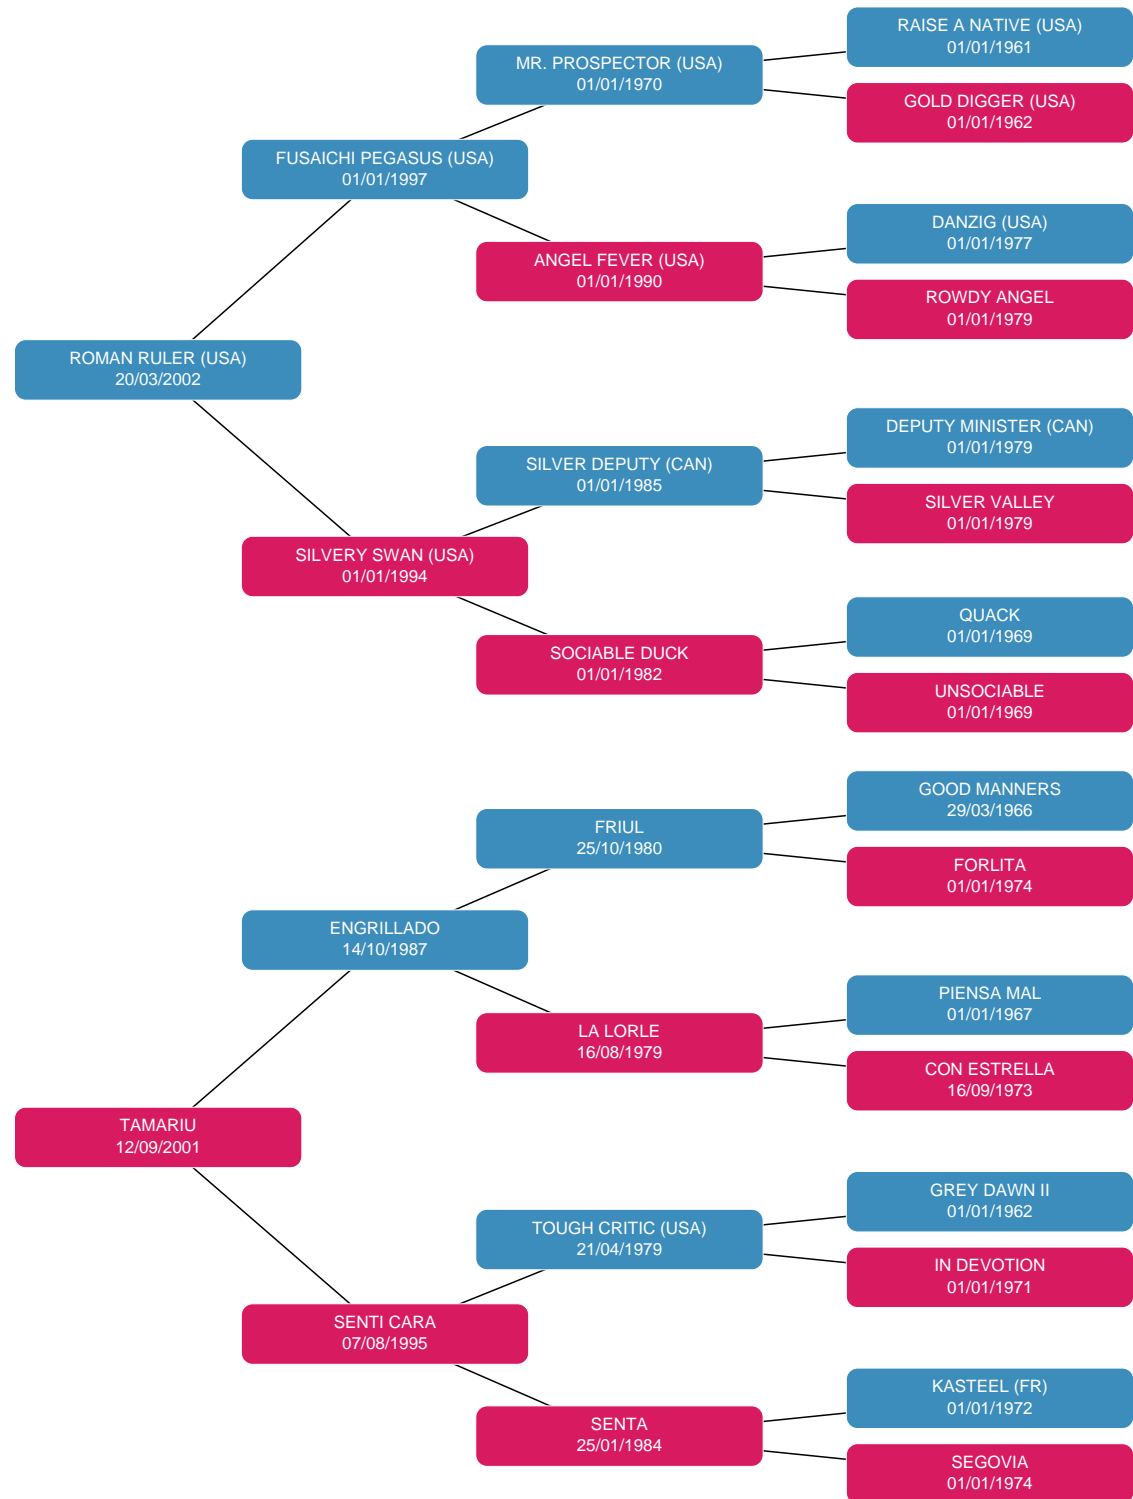 RAISE A NATIVE (USA)
01/01/1961
MR. PROSPECTOR (USA)
01/01/1970
GOLD DIGGER (USA)
01/01/1962
FUSAICHI PEGASUS (USA)
01/01/1997
DANZIG (USA)
01/01/1977
ANGEL FEVER (USA)
01/01/1990
ROWDY ANGEL
01/01/1979
ROMAN RULER (USA)
20/03/2002
DEPUTY MINISTER (CAN)
01/01/1979
SILVER DEPUTY (CAN)
01/01/1985
SILVER VALLEY
01/01/1979
SILVERY SWAN (USA)
01/01/1994
QUACK
01/01/1969
SOCIABLE DUCK
01/01/1982
UNSOCIABLE
01/01/1969
GOOD MANNERS
29/03/1966
FRIUL
25/10/1980
FORLITA
01/01/1974
ENGRILLADO
14/10/1987
PIENSA MAL
01/01/1967
LA LORLE
16/08/1979
CON ESTRELLA
16/09/1973
TAMARIU
12/09/2001
GREY DAWN II
01/01/1962
TOUGH CRITIC (USA)
21/04/1979
IN DEVOTION
01/01/1971
SENTI CARA
07/08/1995
KASTEEL (FR)
01/01/1972
SENTA
25/01/1984
SEGOVIA
01/01/1974